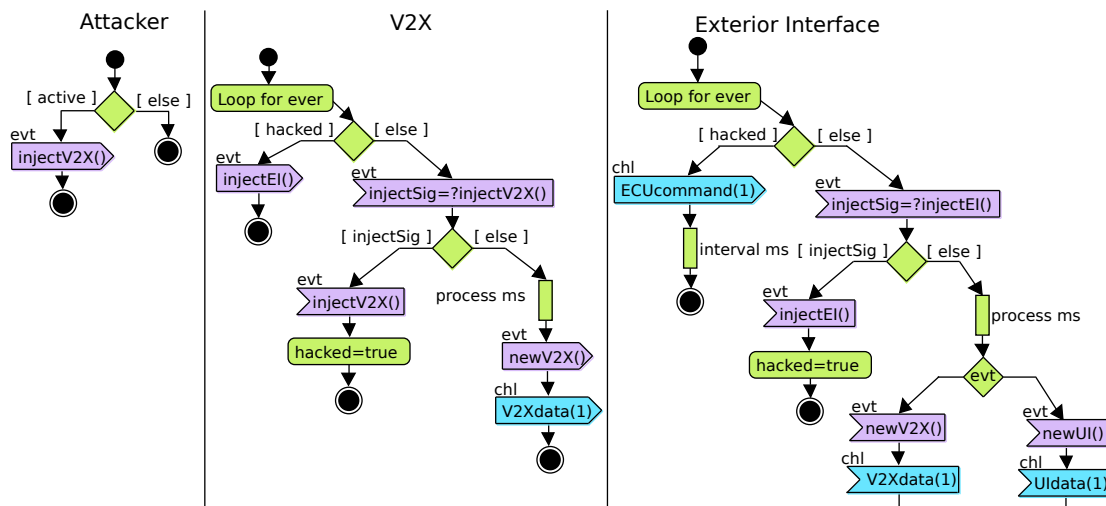 Attacker
[ active ]
[ else ]
evt
injectV2X()
V2X
Loop for ever
[ hacked ]
[ else ]
evt
injectEI()
evt
injectSig=?injectV2X()
[ injectSig ]
[ else ]
evt
injectV2X()
hacked=true
process ms
evt
newV2X()
chl
V2Xdata(1)
Exterior Interface
Loop for ever
[ hacked ]
[ else ]
chl
ECUcommand(1)
interval ms
evt
injectSig=?injectEI()
[ injectSig ]
[ else ]
evt
injectEI()
hacked=true
process ms
evt
evt
newV2X()
chl
V2Xdata(1)
evt
newUI()
chl
UIdata(1)